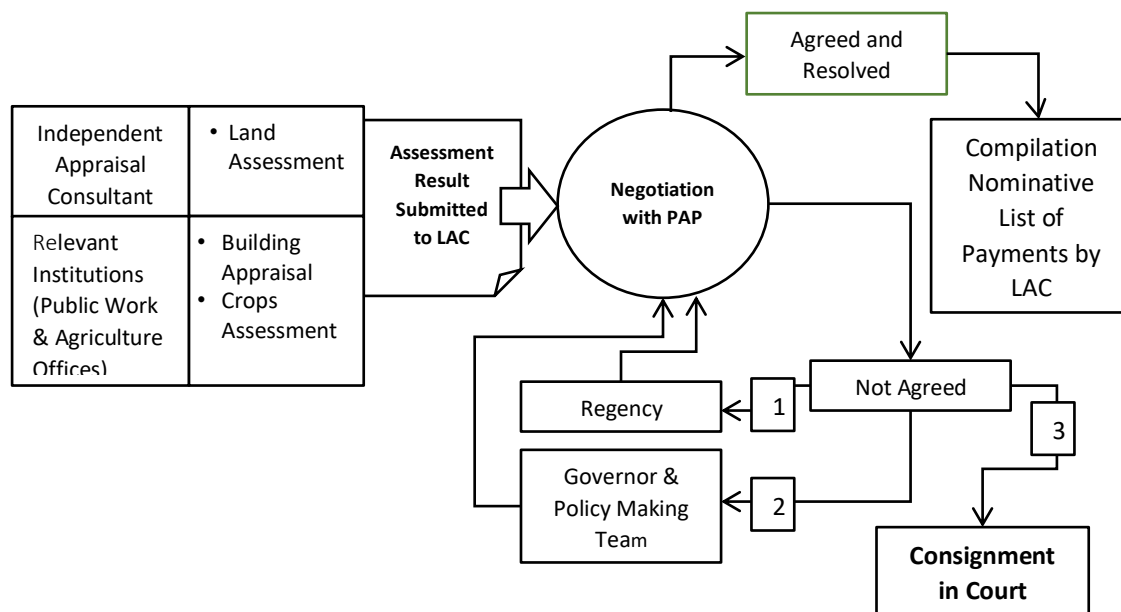 Agreed and
Resolved
Independent
Appraisal
Consultant
• Land
Assessment
Relevant
Institutions
(Public Work
& Agriculture
Offices)
• Building
Appraisal
• Crops
Assessment
Assessment
Result
Submitted
to LAC
Negotiation
with PAP
Compilation
Nominative
List of
Payments by
LAC
Not Agreed
1
Regency
2
Governor &
Policy Making
Team
3
Consignment
in Court